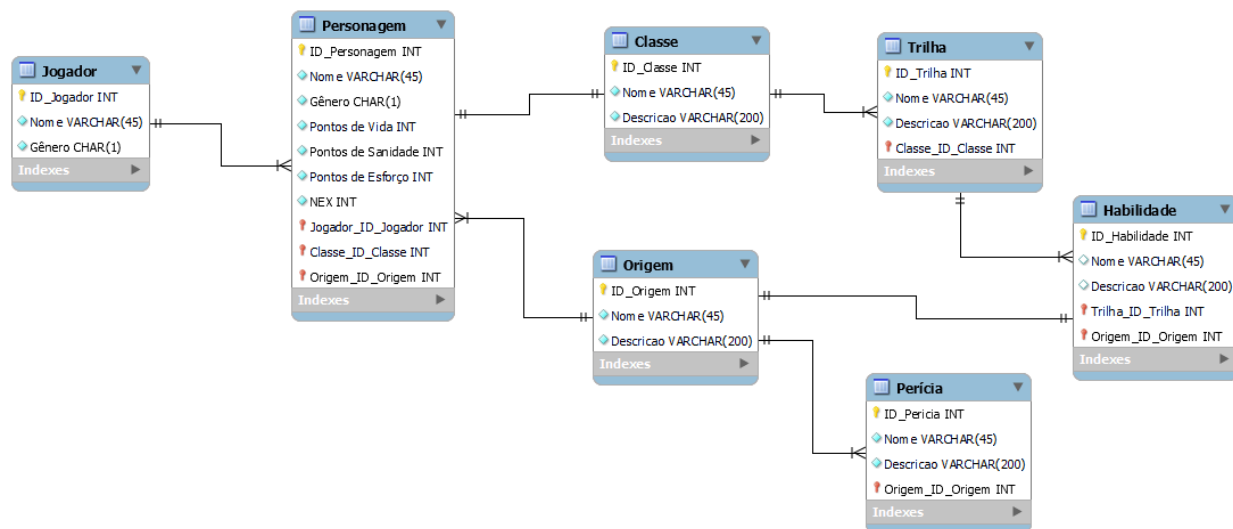 Jogador
ID_Jogador INT
Nome VARCHAR(45)
Gênero CHAR(1)
Indexes
Personagem
ID_Personagem INT
Nome VARCHAR(45)
Gênero CHAR(1)
Pontos de Vida INT
Pontos de Sanidade INT
Pontos de Esforço INT
NEX INT
Jogador_ID_Jogador INT
Classe_ID_Classe INT
Origem_ID_Origem INT
Indexes
Classe
ID_Classe INT
Nome VARCHAR(45)
Descricao VARCHAR(200)
Indexes
Trilha
ID_Trilha INT
Nome VARCHAR(45)
Descricao VARCHAR(200)
Classe_ID_Classe INT
Indexes
Habilidade
ID_Habilidade INT
Nome VARCHAR(45)
Descricao VARCHAR(200)
Trilha_ID_Trilha INT
Origem_ID_Origem INT
Indexes
Origem
ID_Origem INT
Nome VARCHAR(45)
Descricao VARCHAR(200)
Indexes
Perícia
ID_Pericia INT
Nome VARCHAR(45)
Descricao VARCHAR(200)
Origem_ID_Origem INT
Indexes